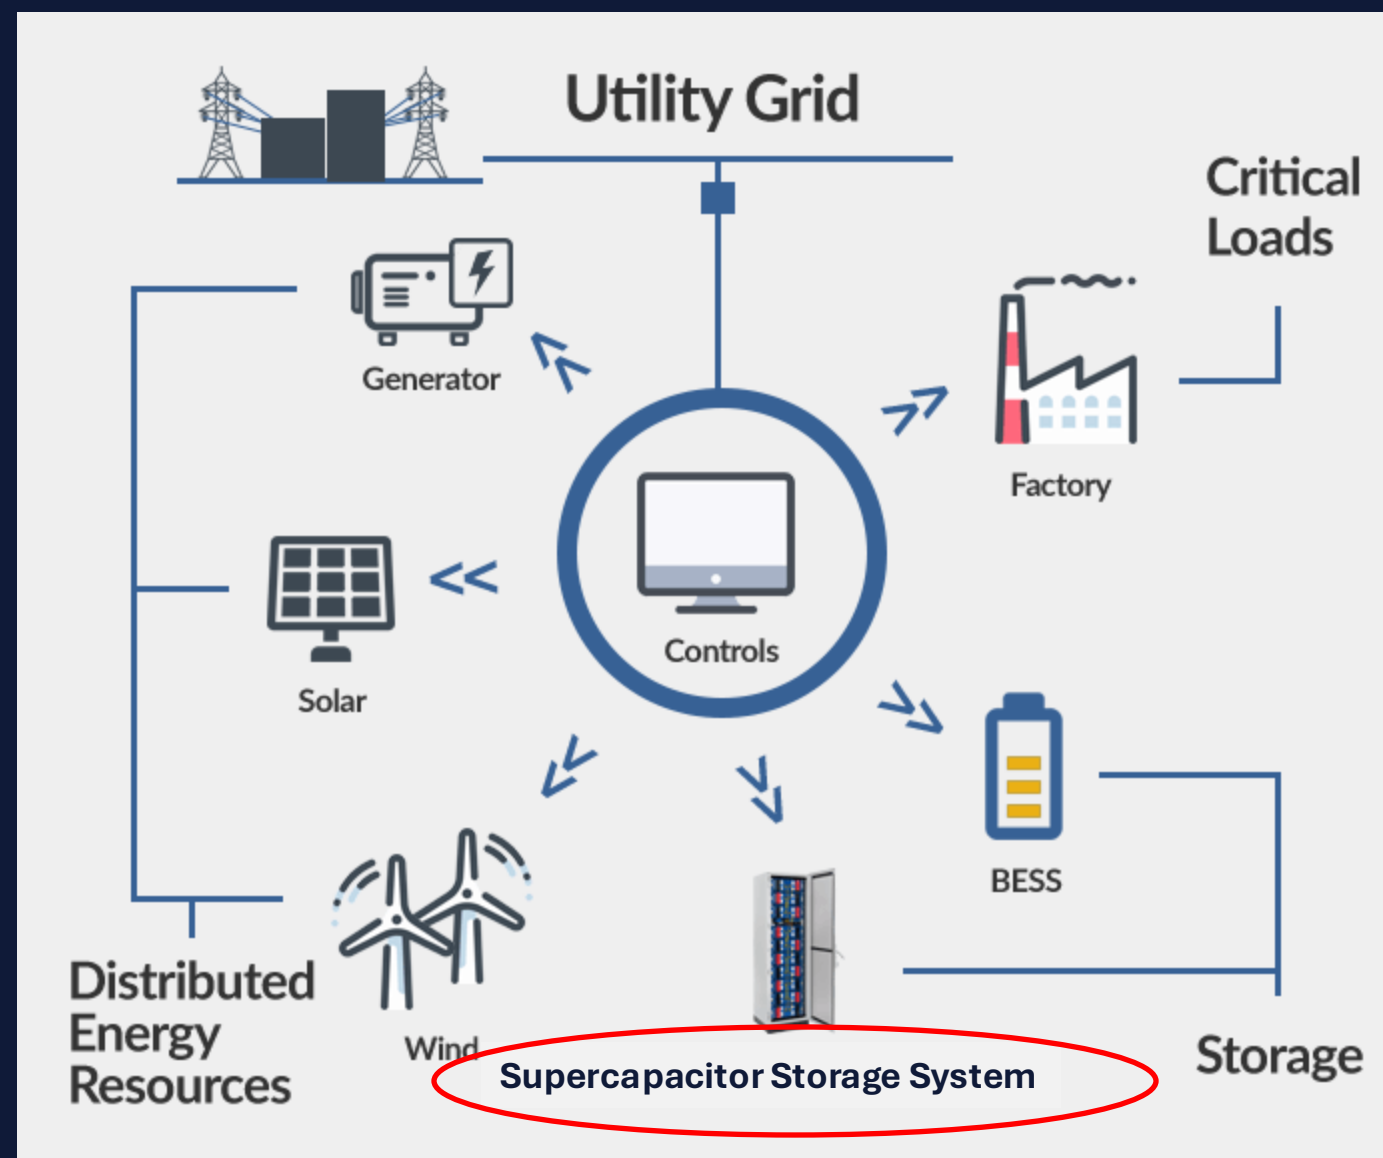 Utility Grid
Critical
Loads
Generator
Factory
Controls
Solar
BESS
Distributed
Energy
Resources
Wind
Supercapacitor Storage System
Storage